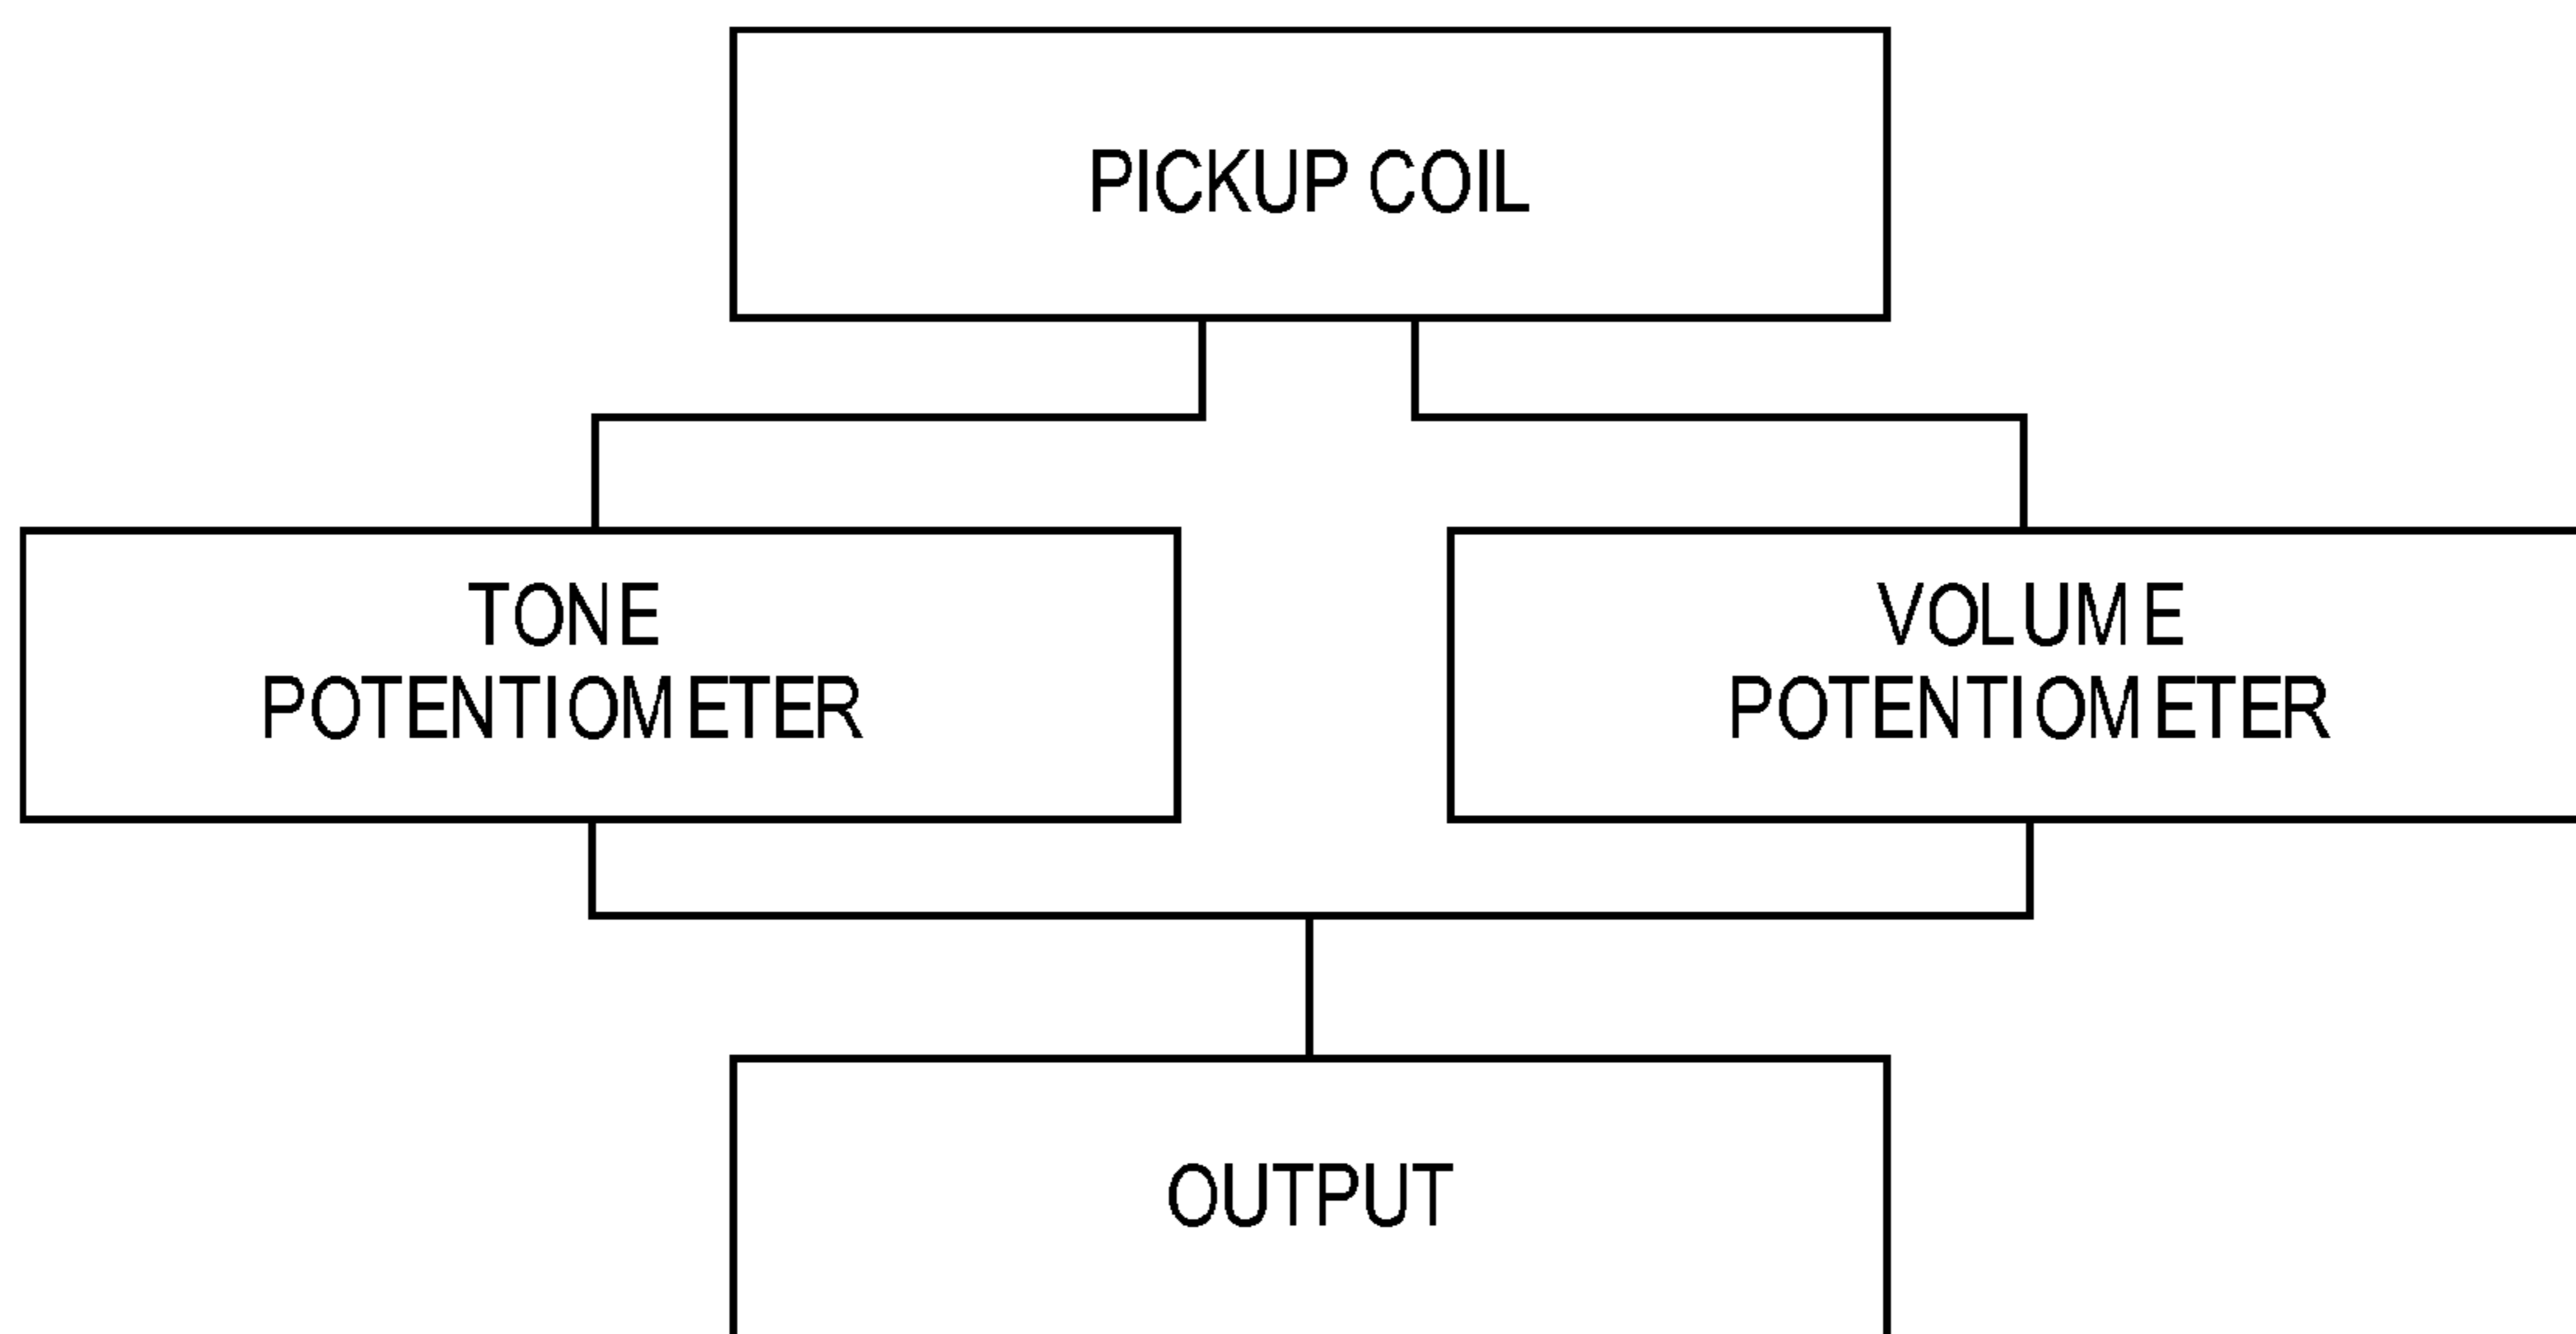 PICKUP COIL
TONE
POTENTIOMETER
VOLUME
POTENTIOMETER
OUTPUT